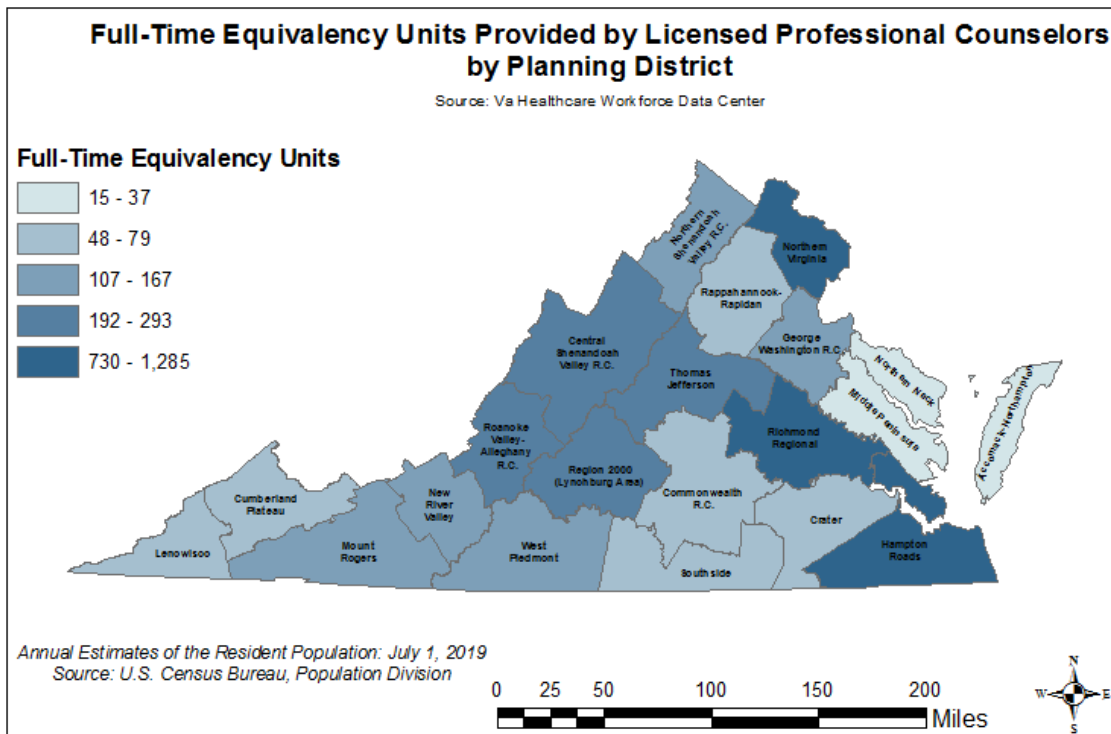 Full-Time Equivalency Units Provided by Licensed Professional Counselors
by Planning District
Source: Va Healthcare Workforce Data Center
Full-Time Equivalency Units
15 - 37
48 - 79
107 - 167
192 - 293
730 - 1,285
Northern
Shenandoah
Valley R.C.
Northern
Virginia
Rappahannook-
Rapidan
Central
Shenandoah
Valley R.C.
George
Washington R.C.
Northern Neck
Thomas
Jefferson
Middle Peninsula
Accomack-Northampton
Roanoke
Valley-
Alleghany
R.C.
Richmond
Regional
Region 2000
(Lynchburg Area)
Commonwealth
R.C.
Cumberland
Plateau
New
River
Valley
Crater
Lenowisco
Mount
Rogers
West
Piedmont
Southside
Hampton
Roads
Annual Estimates of the Resident Population: July 1, 2019
Source: U.S. Census Bureau, Population Division
0 25 50 100 150 200
Miles
N
W E
S